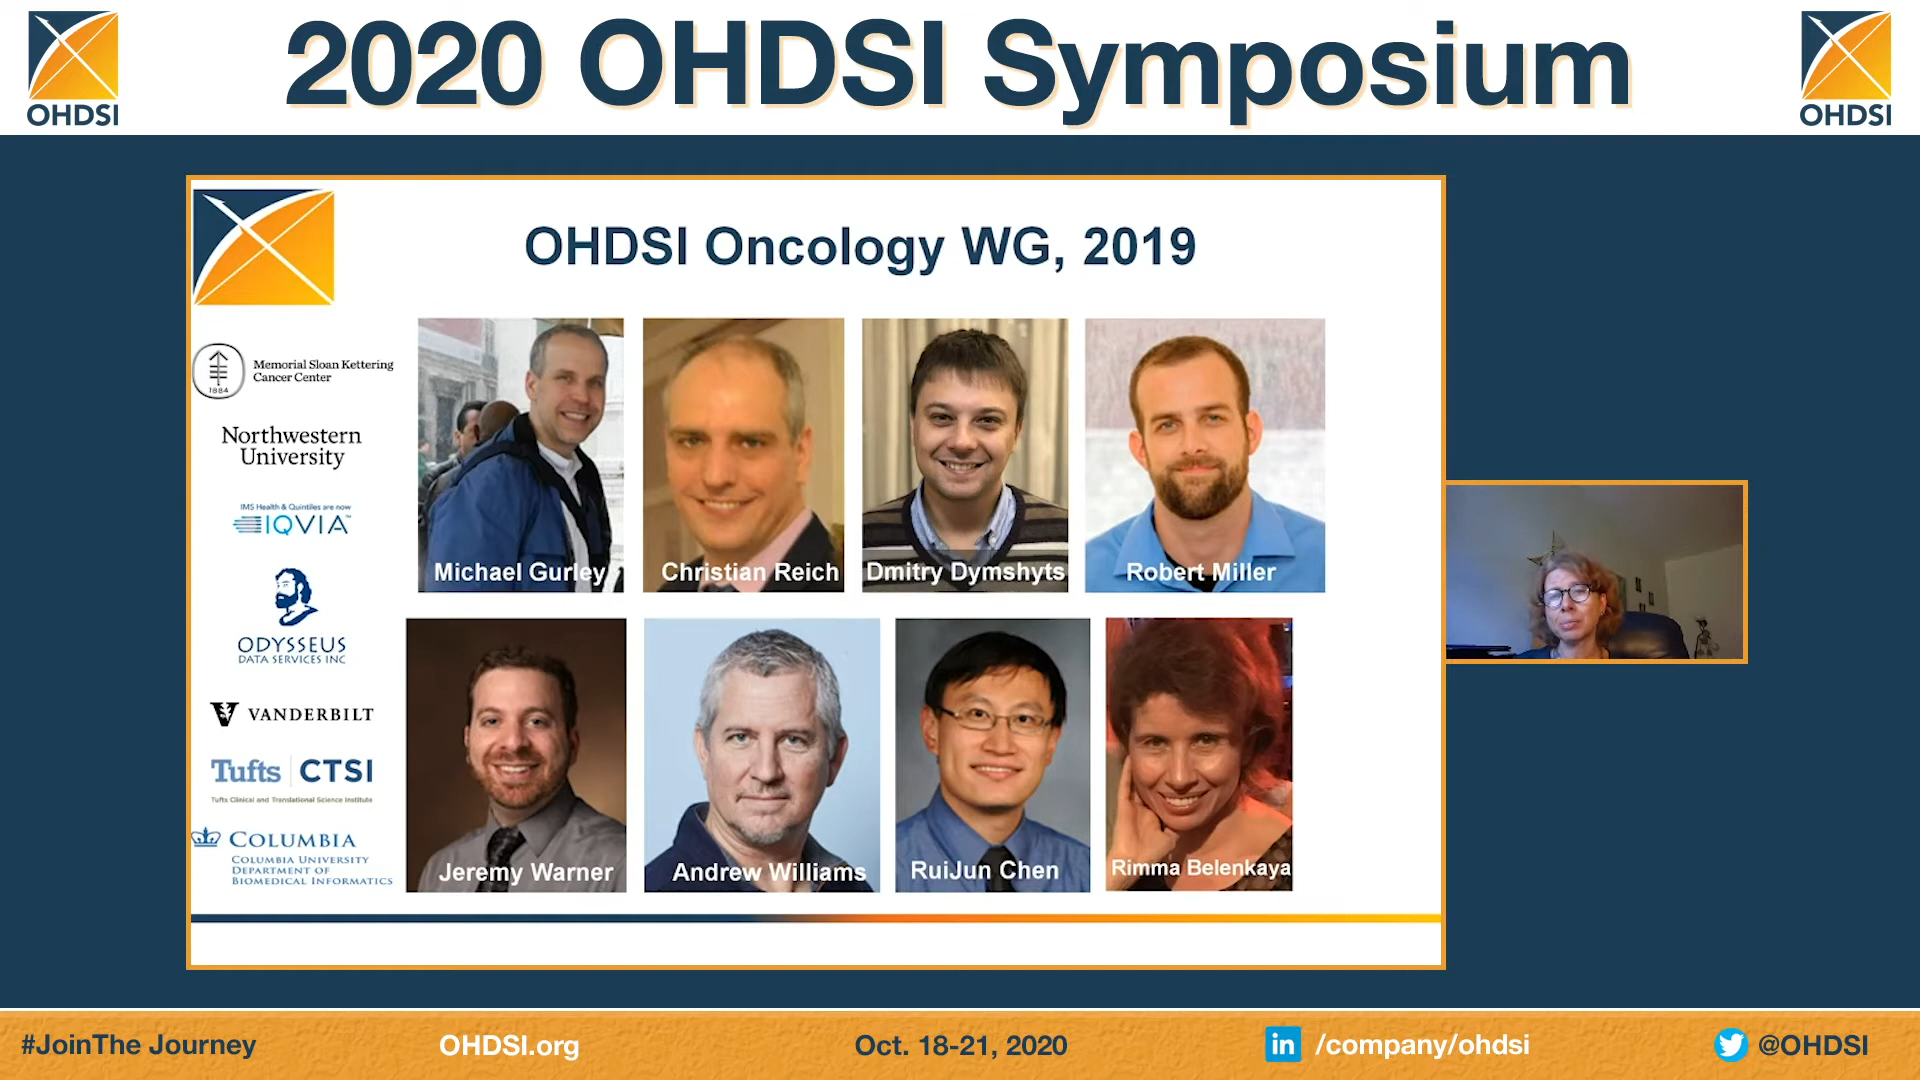 2020 OHDSI Symposium
OHDSI
OHDSI
OHDSI Oncology WG, 2019
1884
Memorial Sloan Kettering
Cancer Center
Northwestern
University
IMS Health & Quintiles are now
IQVIA™
ODYSSEUS
DATA SERVICES INC
V VANDERBILT
Tufts CTSI
Tufts Clinical and Translational Science Institute
COLUMBIA
COLUMBIA UNIVERSITY
DEPARTMENT OF
BIOMEDICAL INFORMATICS
Michael Gurley
Christian Reich
Dmitry Dymshyts
Robert Miller
Jeremy Warner
Andrew Williams
RuiJun Chen
Rimma Belenkaya
#JoinThe Journey
OHDSI.org
Oct. 18-21, 2020
in /company/ohdsi
@OHDSI